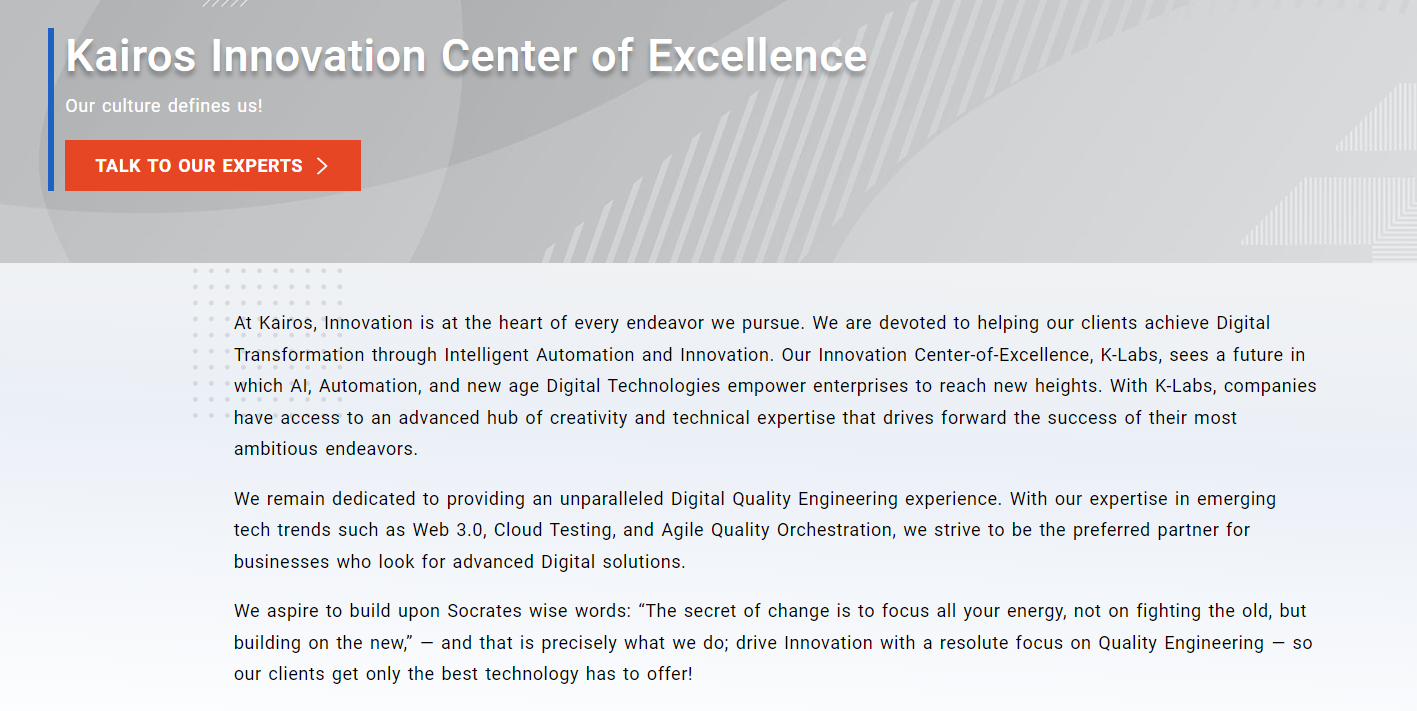 Kairos Innovation Center of Excellence
Our culture defines us!
TALK TO OUR EXPERTS
At Kairos, Innovation is at the heart of every endeavor we pursue. We are devoted to helping our clients achieve Digital
Transformation through Intelligent Automation and Innovation. Our Innovation Center-of-Excellence, K-Labs, sees a future in
which AI, Automation, and new age Digital Technologies empower enterprises to reach new heights. With K-Labs, companies
have access to an advanced hub of creativity and technical expertise that drives forward the success of their most
ambitious endeavors.
We remain dedicated to providing an unparalleled Digital Quality Engineering experience. With our expertise in emerging
tech trends such as Web 3.0, Cloud Testing, and Agile Quality Orchestration, we strive to be the preferred partner for
businesses who look for advanced Digital solutions.
We aspire to build upon Socrates wise words: “The secret of change is to focus all your energy, not on fighting the old, but
building on the new,” — and that is precisely what we do; drive Innovation with a resolute focus on Quality Engineering — so
our clients get only the best technology has to offer!